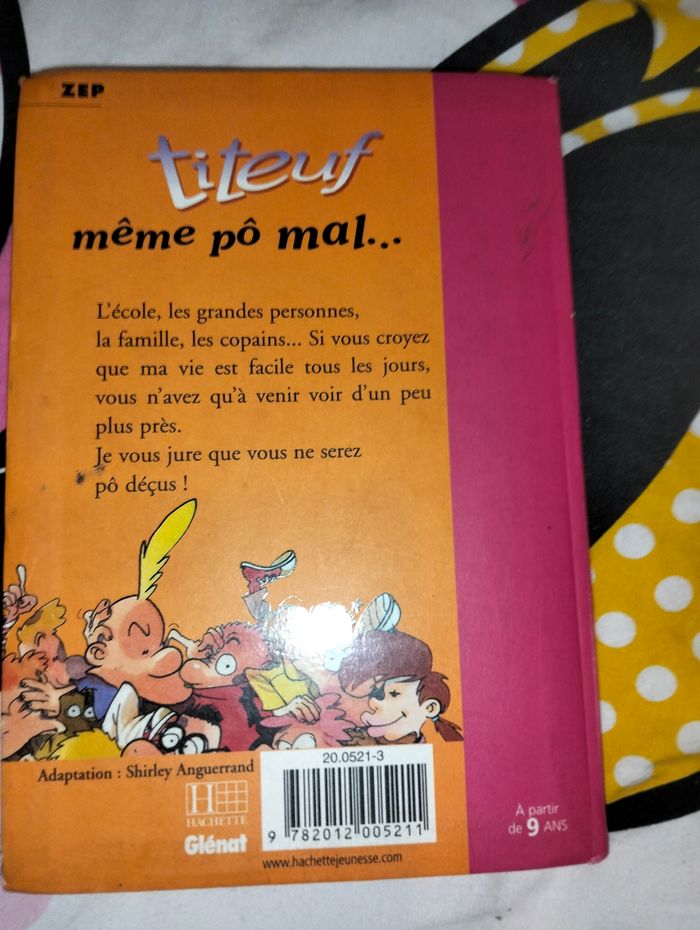 ZEP
titeuf
même pô mal...
L'école, les grandes personnes,
la famille, les copains... Si vous croyez
que ma vie est facile tous les jours,
vous n'avez qu'à venir voir d'un peu
plus près.
Je vous jure que vous ne serez
pô déçus !
Adaptation : Shirley Anguerrand
H
HACHETTE
Glénat
20.0521-3
9 782012 005211
www.hachettejeunesse.com
À partir
de 9 ANS